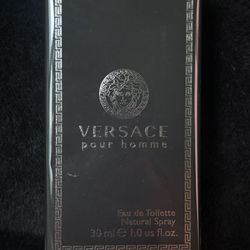 VERSACE
pour homme
Eau de Toilette
Natural Spray
30 ml ℮ 1.0 us fl.oz.